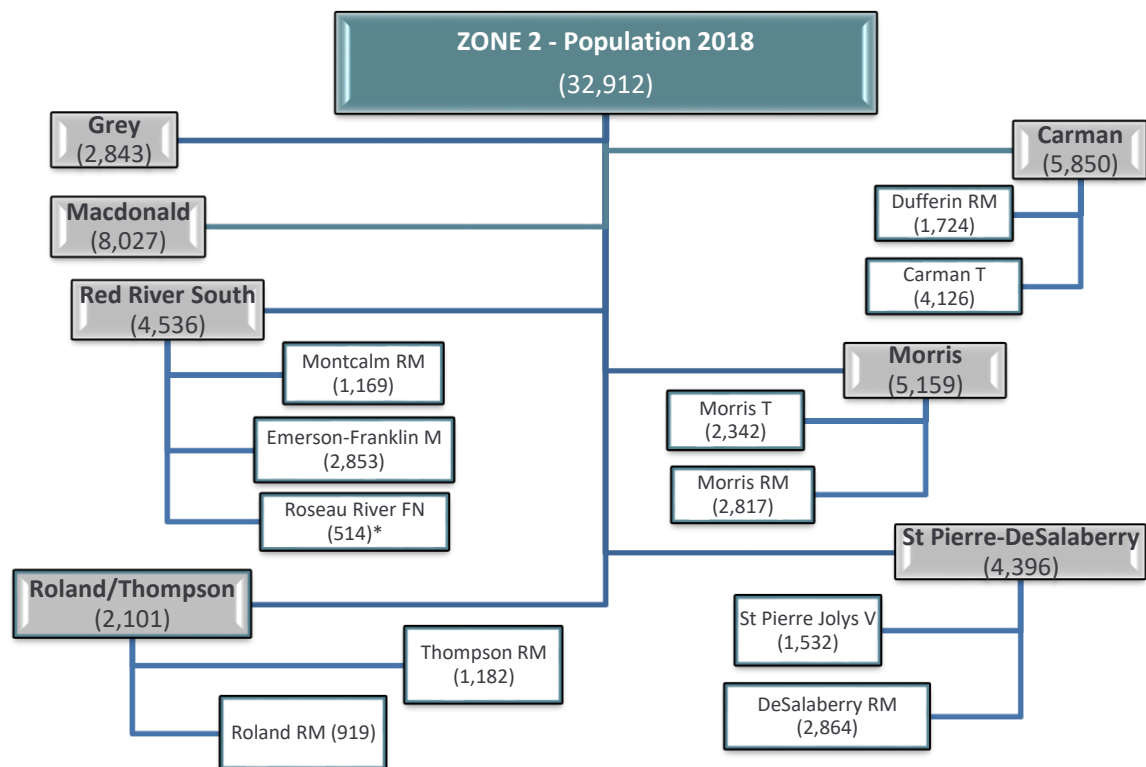 ZONE 2 - Population 2018
(32,912)
Grey
(2,843)
Carman
(5,850)
Dufferin RM
(1,724)
Carman T
(4,126)
Macdonald
(8,027)
Red River South
(4,536)
Montcalm RM
(1,169)
Emerson-Franklin M
(2,853)
Roseau River FN
(514)*
Morris
(5,159)
Morris T
(2,342)
Morris RM
(2,817)
St Pierre-DeSalaberry
(4,396)
St Pierre Jolys V
(1,532)
DeSalaberry RM
(2,864)
Roland/Thompson
(2,101)
Thompson RM
(1,182)
Roland RM (919)